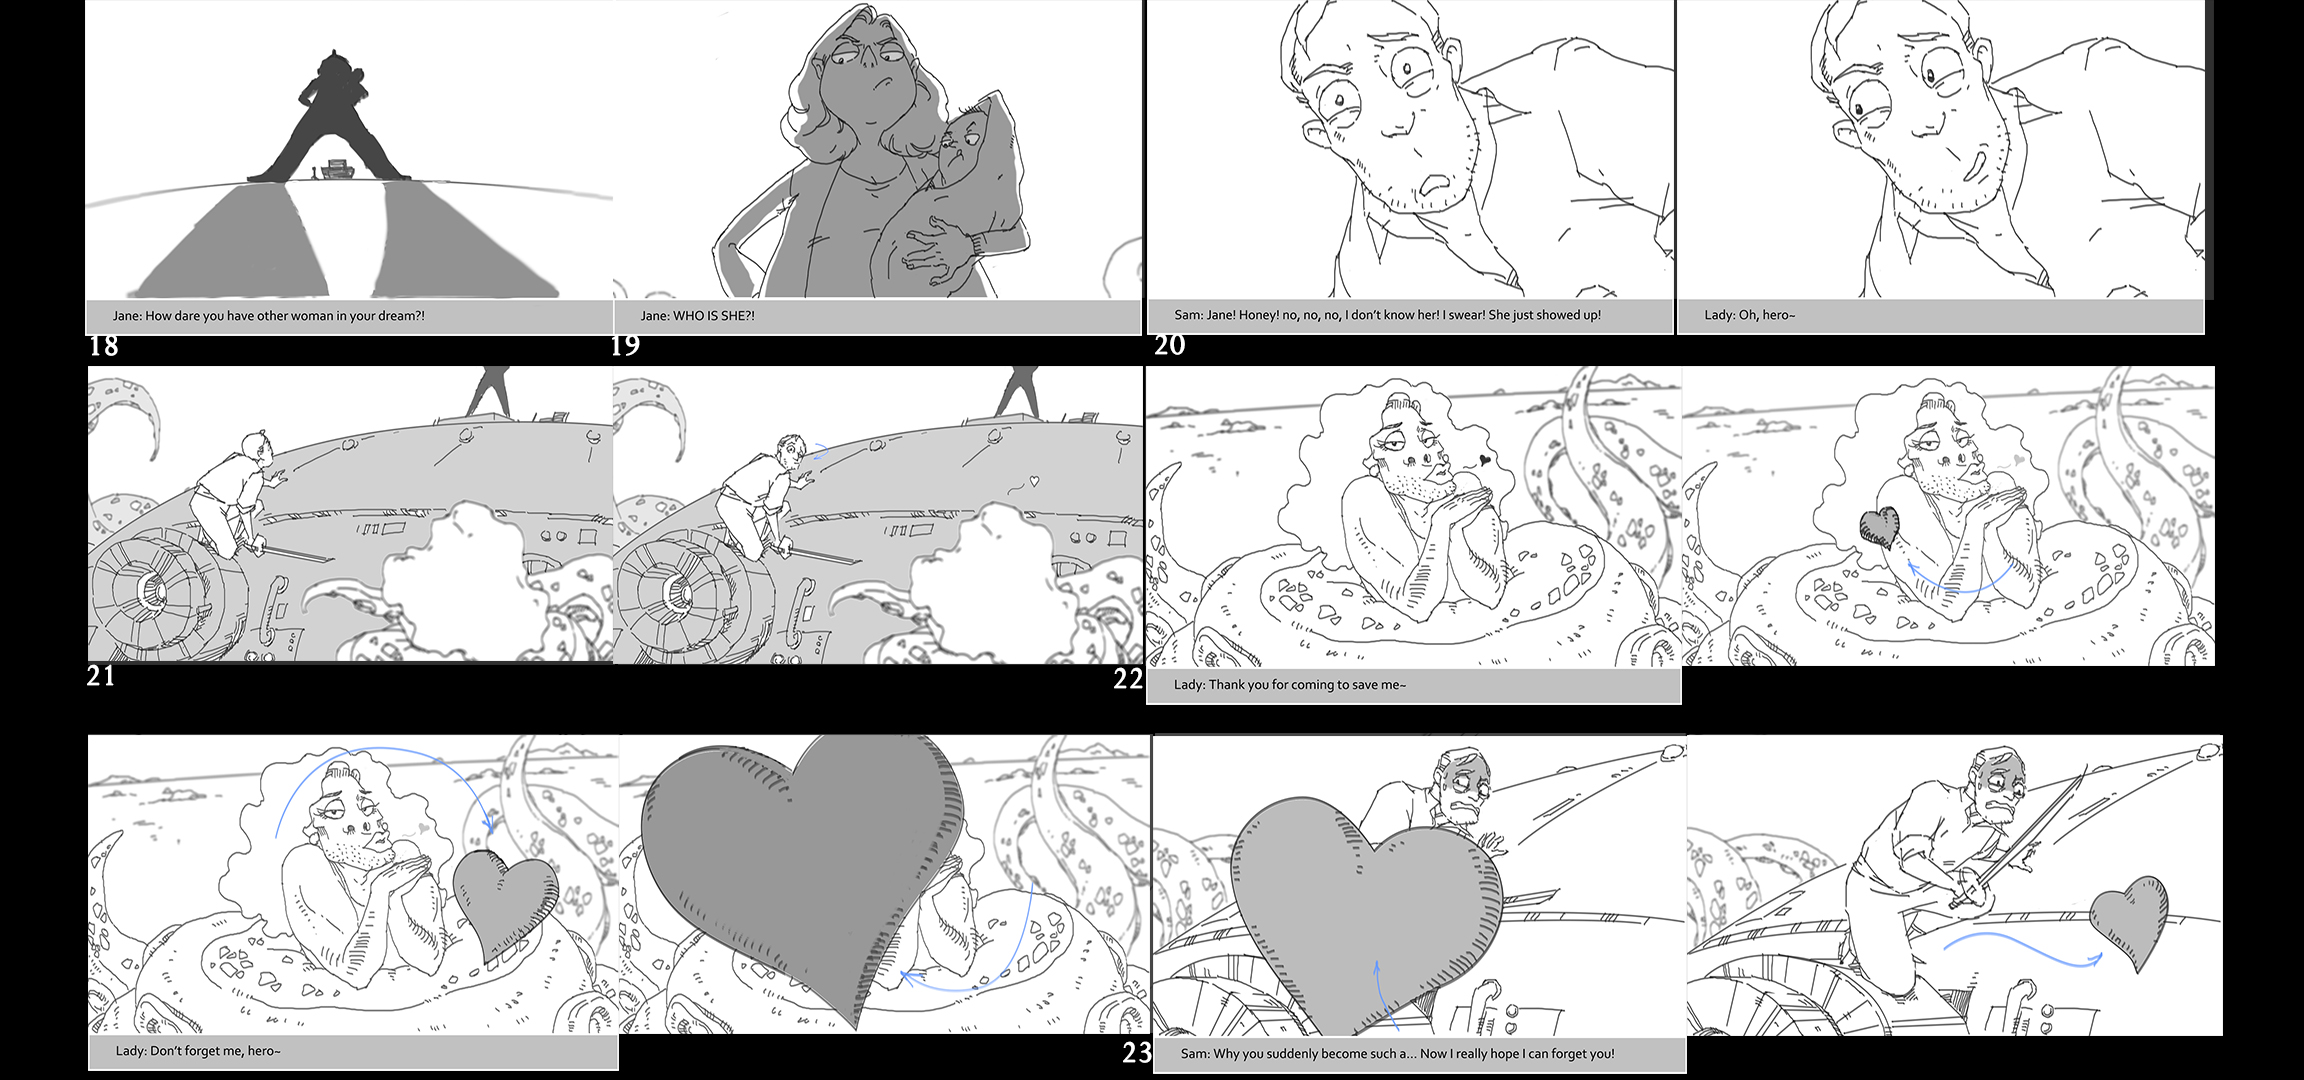 Jane: How dare you have other woman in your dream?!
Jane: WHO IS SHE?!
Sam: Jane! Honey! no, no, no, I don't know her! I swear! She just showed up!
Lady: Oh, hero~
18
19
20
21
22
Lady: Thank you for coming to save me~
Lady: Don't forget me, hero~
23
Sam: Why you suddenly become such a... Now I really hope I can forget you!